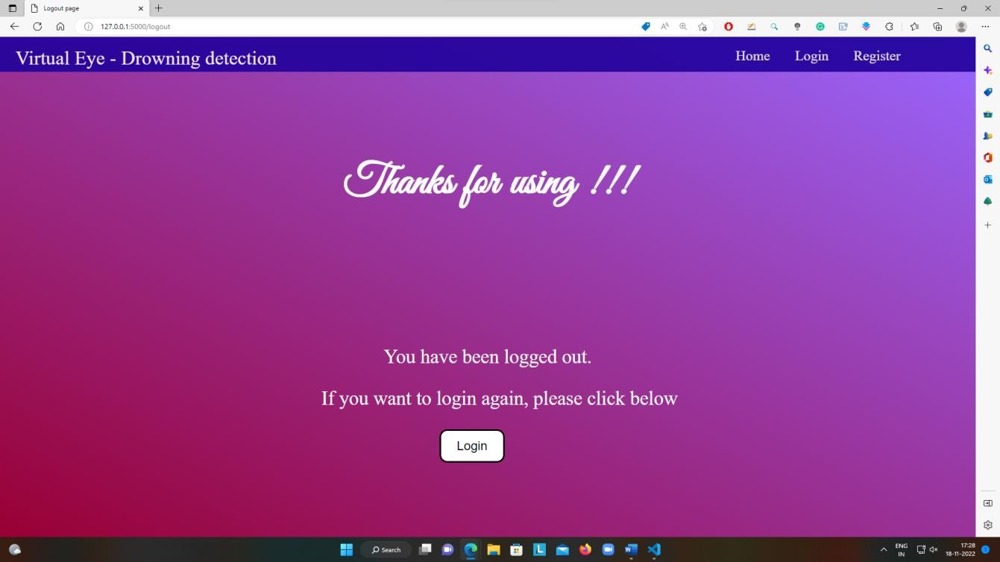 Logout page
127.0.0.1:5000/logout
Virtual Eye - Drowning detection
Home Login Register
Thanks for using !!!
You have been logged out.
If you want to login again, please click below
Login
Search
ENG
IN
17:28
18-11-2022
1